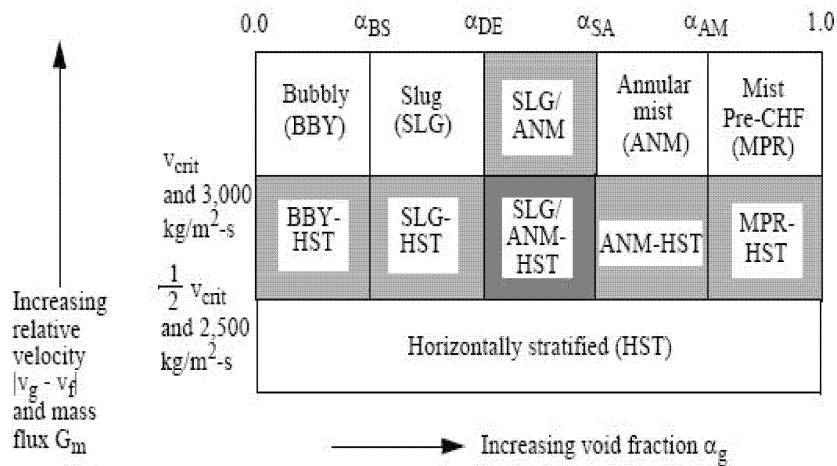 0.0 αBS αDE αSA αAM 1.0
Bubbly
(BBY)
Slug
(SLG)
SLG/
ANM
Annular
mist
(ANM)
Mist
Pre-CHF
(MPR)
vcrit
and 3,000
kg/m²-s
BBY-
HST
SLG-
HST
SLG/
ANM-
HST
ANM-HST
MPR-
HST
1/2 vcrit
and 2,500
kg/m²-s
Horizontally stratified (HST)
Increasing
relative
velocity
|vg - vf|
and mass
flux Gm
Increasing void fraction αg